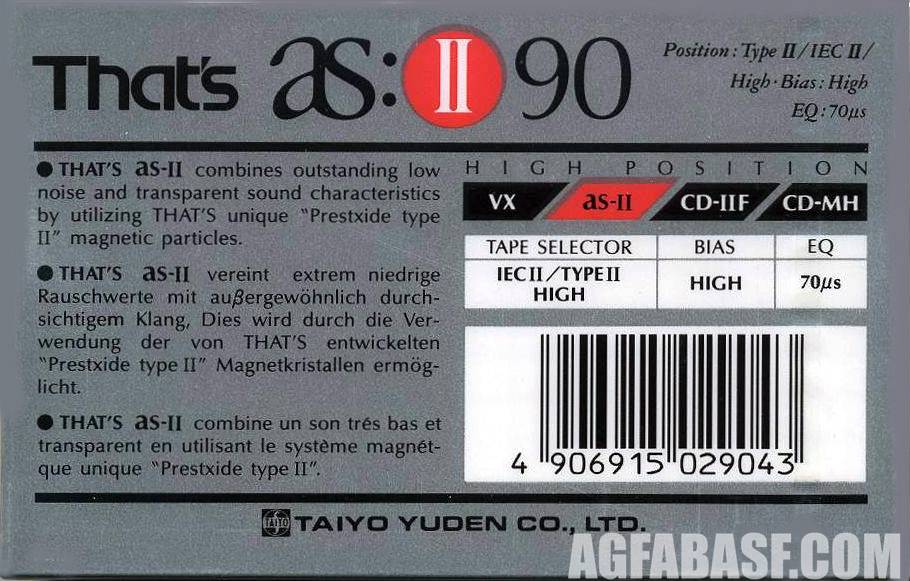 That's as:II 90
Position : Type II/IEC II/
High·Bias : High
EQ : 70µs
● THAT'S as-II combines outstanding low
noise and transparent sound characteristics
by utilizing THAT'S unique "Prestxide type
II" magnetic particles.
● THAT'S as-II vereint extrem niedrige
Rauschwerte mit außergewöhnlich durch-
sichtigem Klang, Dies wird durch die Ver-
wendung der von THAT'S entwickelten
"Prestxide type II" Magnetkristallen ermög-
licht.
● THAT'S as-II combine un son trés bas et
transparent en utilisant le système magnét-
que unique "Prestxide type II".
HIGH POSITION
VX as-II CD-IIF CD-MH
TAPE SELECTOR BIAS EQ
IEC II/TYPE II HIGH 70µs
HIGH
4 906915 029043
TAIYO YUDEN CO., LTD.
AGFABASF.COM